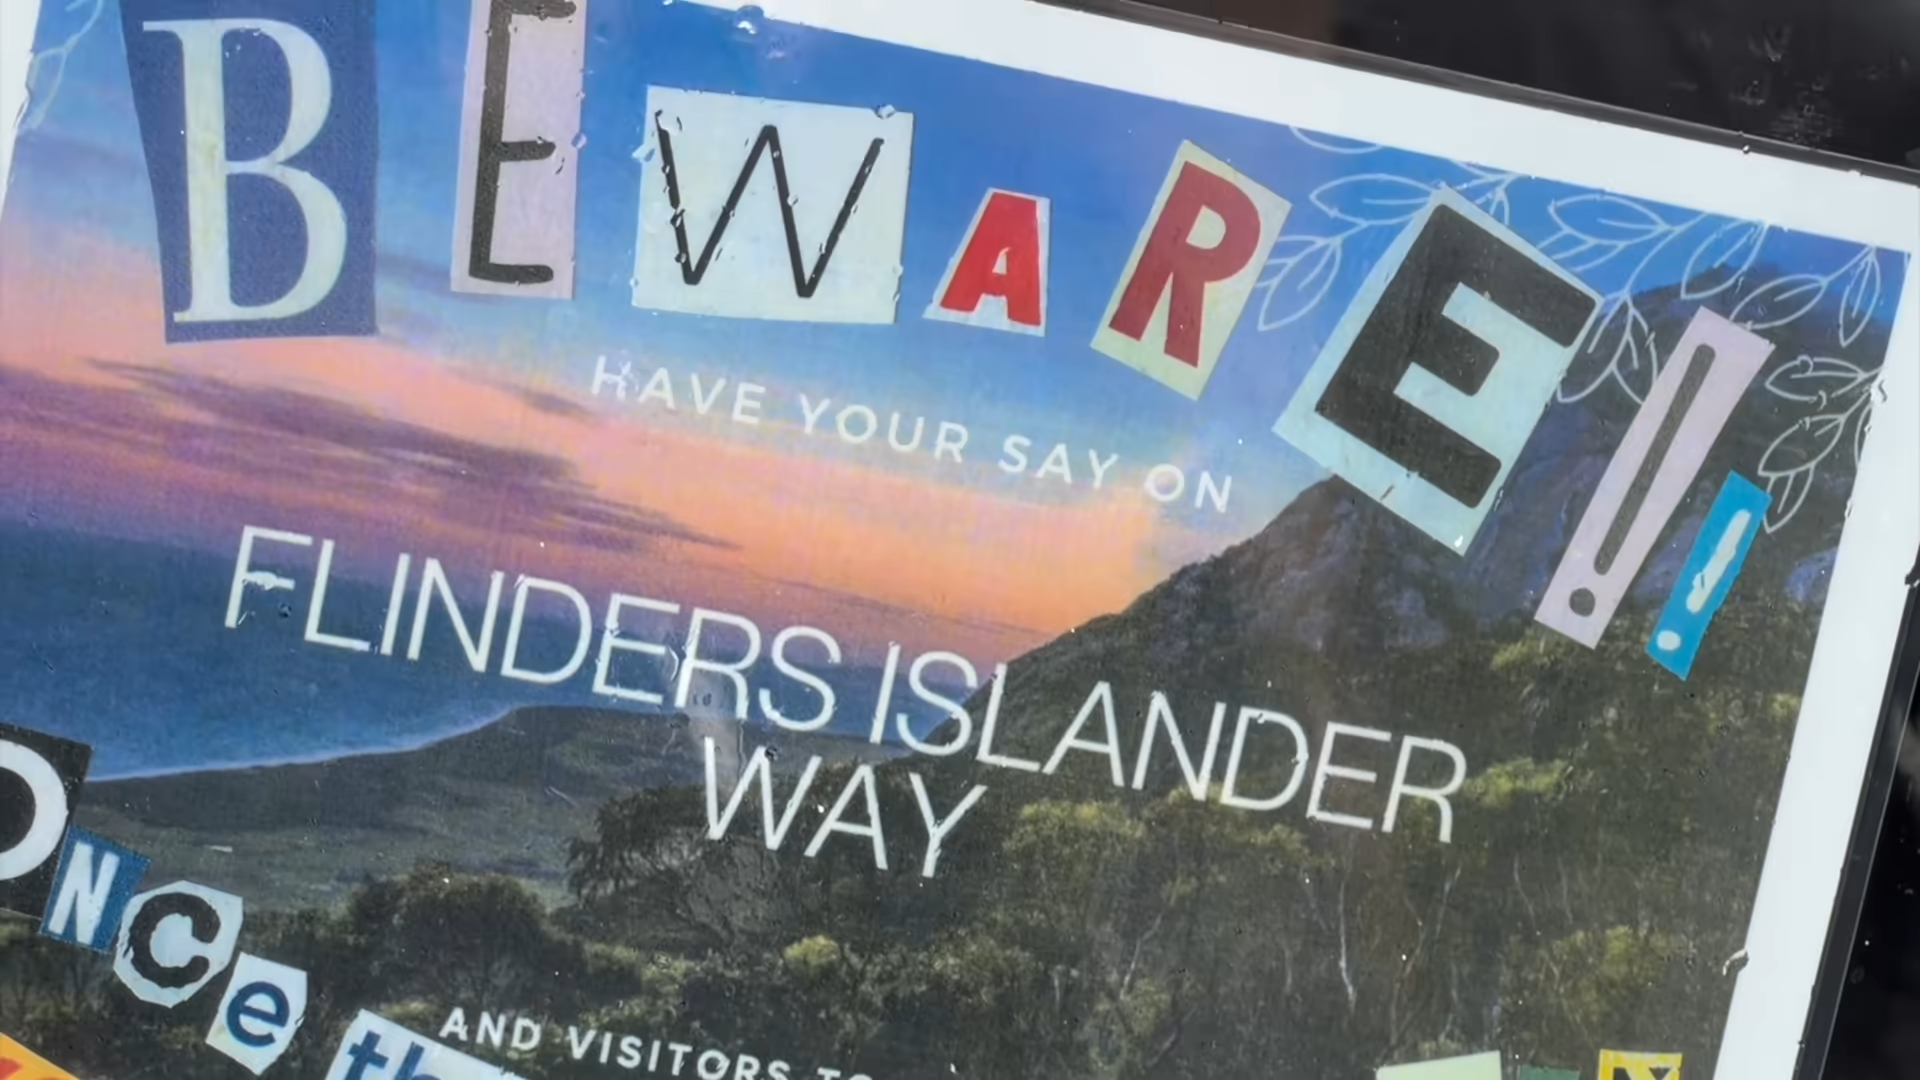 BEWARE!!
HAVE YOUR SAY ON
FLINDERS ISLANDER
WAY
ONCe
AND VISITORS